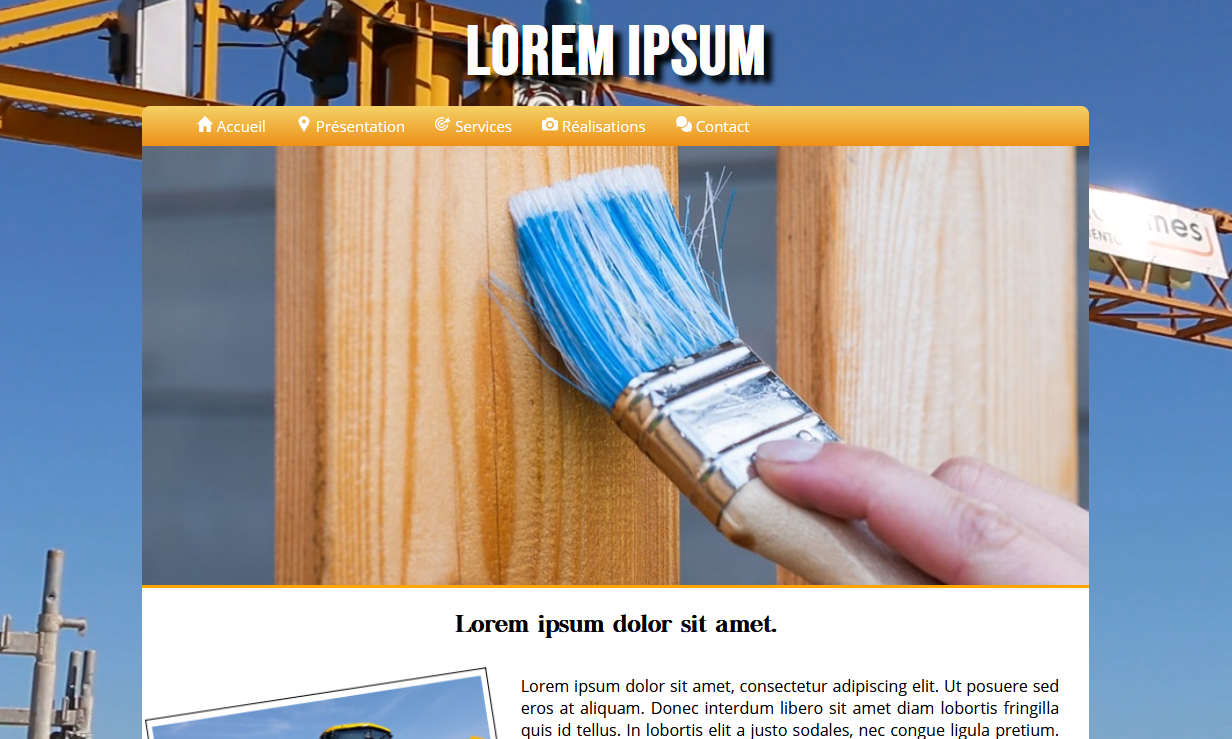 LOREM IPSUM
Accueil Présentation Services Réalisations Contact
mes
Lorem ipsum dolor sit amet.
Lorem ipsum dolor sit amet, consectetur adipiscing elit. Ut posuere sed
eros at aliquam. Donec interdum libero sit amet diam lobortis fringilla
quis id tellus. In lobortis elit a justo sodales, nec congue ligula pretium.